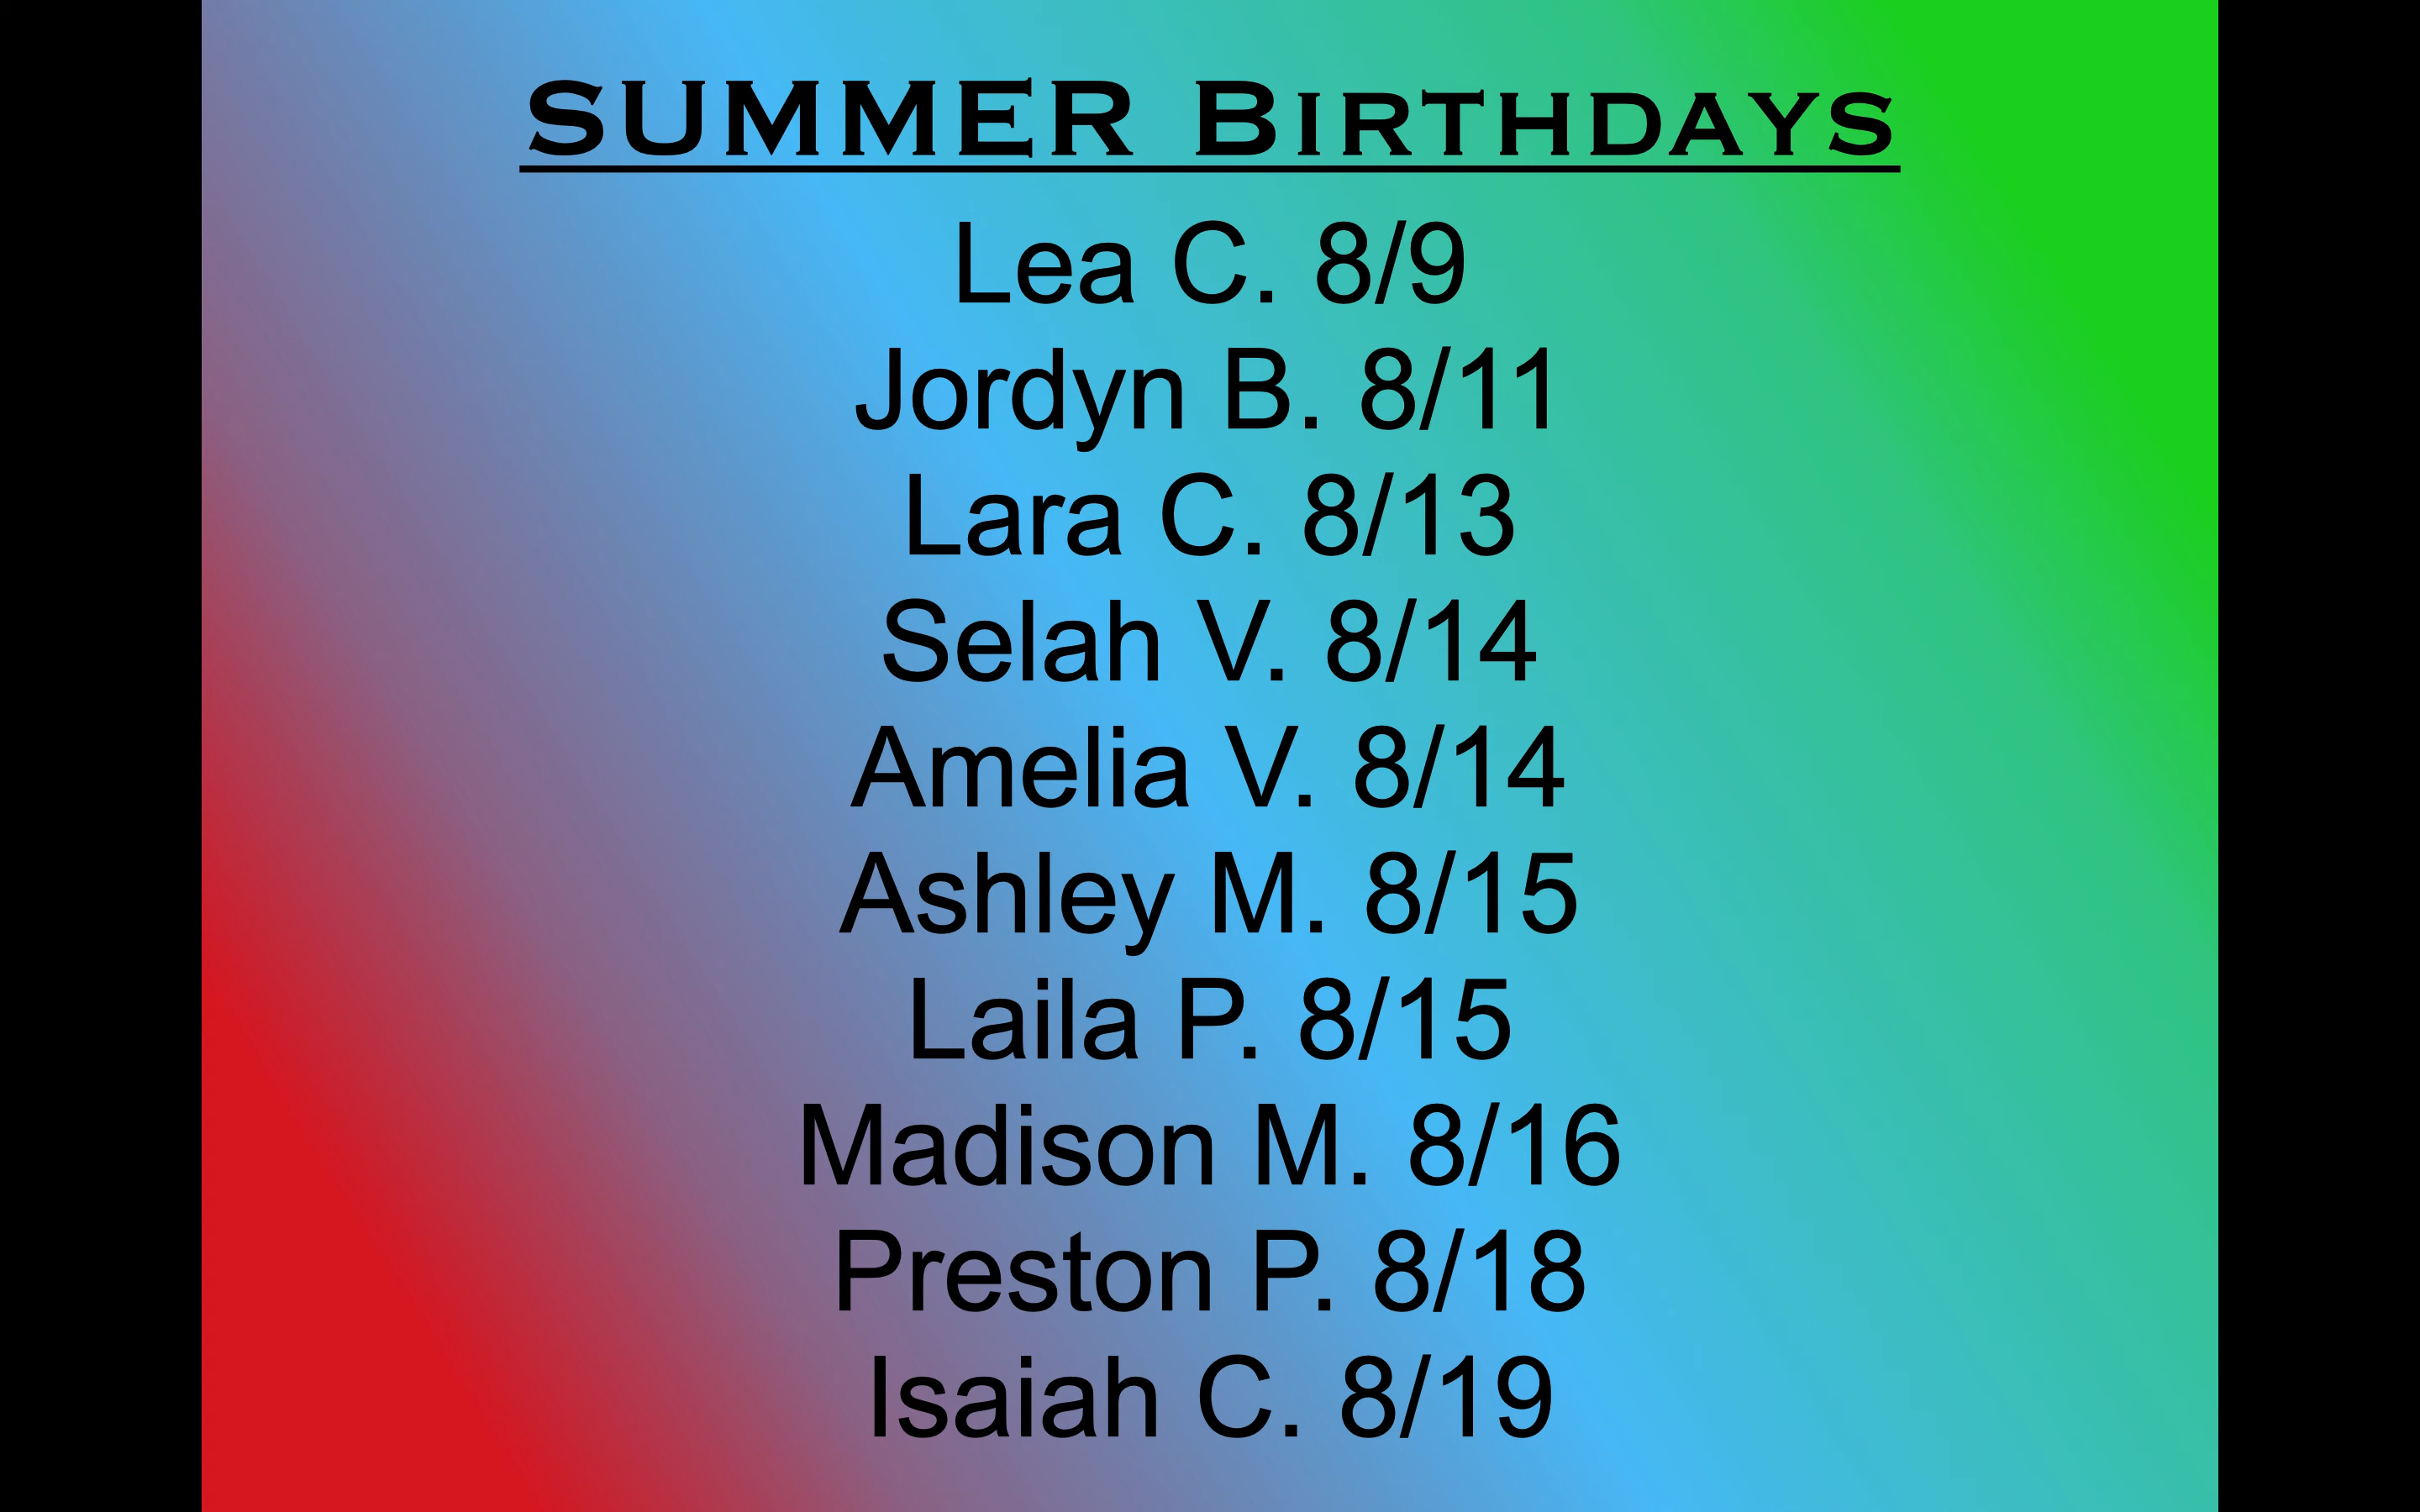 SUMMER BIRTHDAYS
Lea C. 8/9
Jordyn B. 8/11
Lara C. 8/13
Selah V. 8/14
Amelia V. 8/14
Ashley M. 8/15
Laila P. 8/15
Madison M. 8/16
Preston P. 8/18
Isaiah C. 8/19